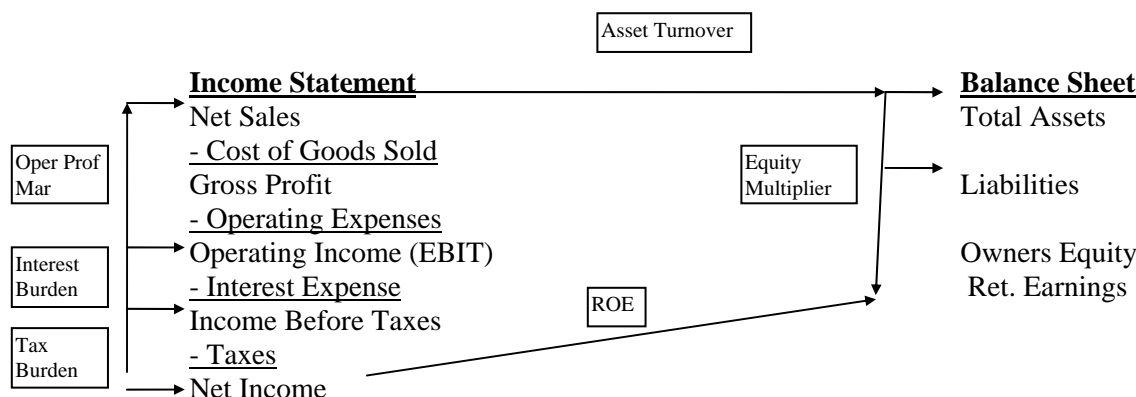 Asset Turnover
Income Statement
Net Sales
- Cost of Goods Sold
Gross Profit
- Operating Expenses
Operating Income (EBIT)
- Interest Expense
Income Before Taxes
- Taxes
Net Income
Oper Prof
Mar
Interest
Burden
Tax
Burden
Equity
Multiplier
ROE
Balance Sheet
Total Assets
Liabilities
Owners Equity
Ret. Earnings